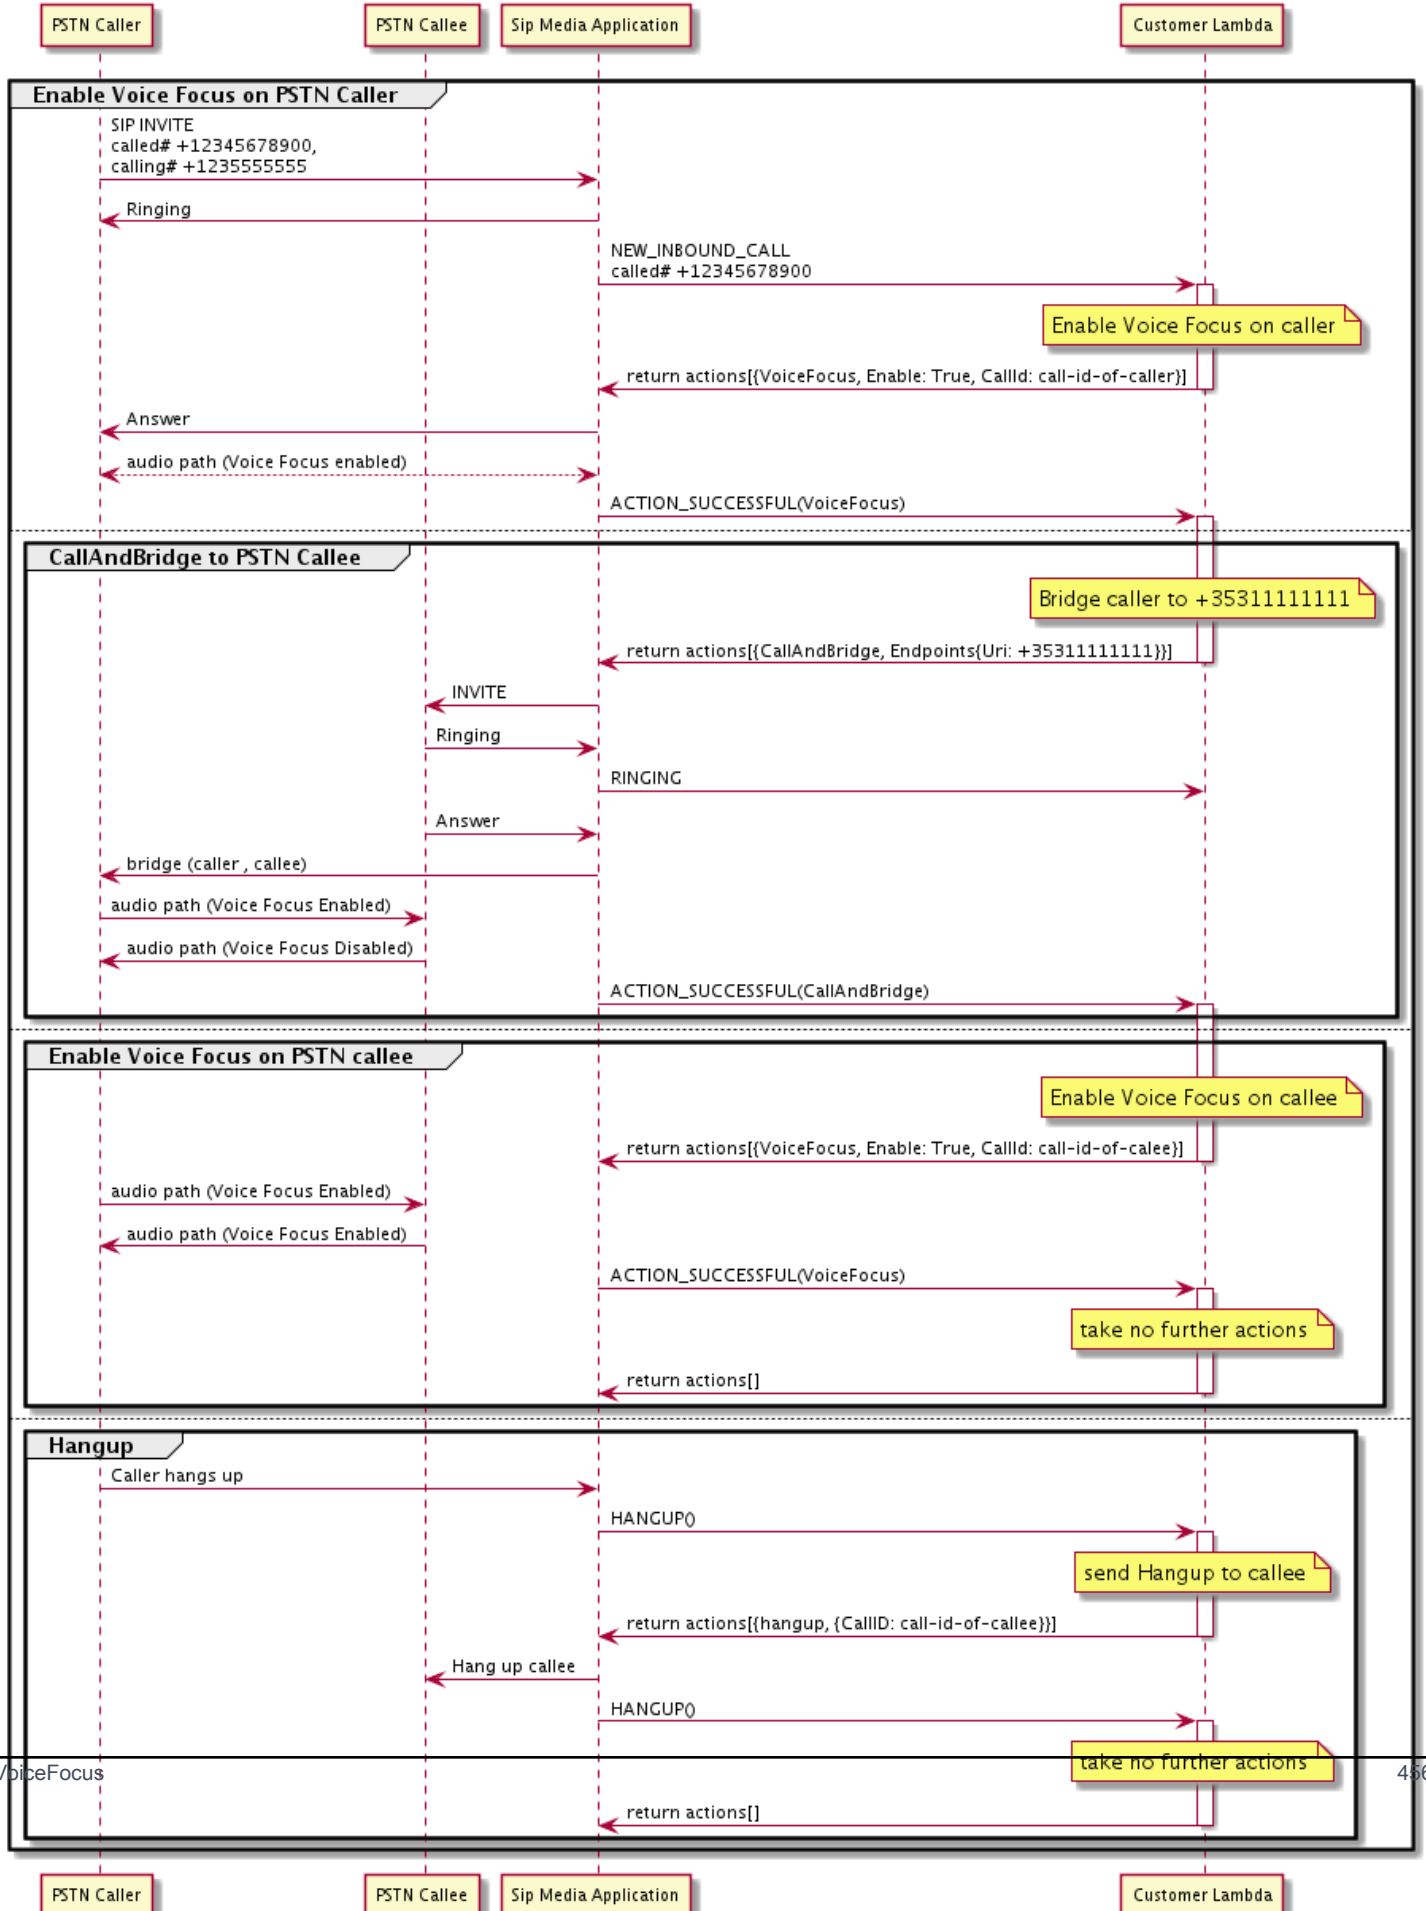 PSTN Caller PSTN Callee Sip Media Application Customer Lambda
Enable Voice Focus on PSTN Caller
SIP INVITE
called# +12345678900,
calling# +1235555555
Ringing
NEW_INBOUND_CALL
called# +12345678900
Enable Voice Focus on caller
return actions[{VoiceFocus, Enable: True, CallId: call-id-of-caller}]
Answer
audio path (Voice Focus enabled)
ACTION_SUCCESSFUL(VoiceFocus)
CallAndBridge to PSTN Callee
Bridge caller to +35311111111
return actions[{CallAndBridge, Endpoints{Uri: +35311111111}}]
INVITE
Ringing
RINGING
Answer
bridge (caller , callee)
audio path (Voice Focus Enabled)
audio path (Voice Focus Disabled)
ACTION_SUCCESSFUL(CallAndBridge)
Enable Voice Focus on PSTN callee
Enable Voice Focus on callee
return actions[{VoiceFocus, Enable: True, CallId: call-id-of-calee}]
audio path (Voice Focus Enabled)
audio path (Voice Focus Enabled)
ACTION_SUCCESSFUL(VoiceFocus)
take no further actions
return actions[]
Hangup
Caller hangs up
HANGUP()
send Hangup to callee
return actions[{hangup, {CallID: call-id-of-callee}}]
Hang up callee
HANGUP()
take no further actions
VoiceFocus 456
return actions[]
PSTN Caller PSTN Callee Sip Media Application Customer Lambda